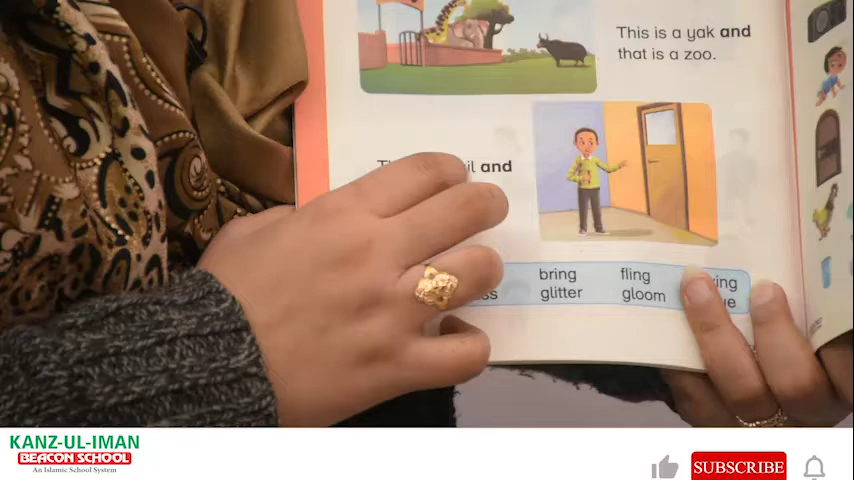 This is a yak and
that is a zoo.
and
bring fling
glitter gloom
KANZ-UL-IMAN
BEACON SCHOOL
An Islamic School System
SUBSCRIBE